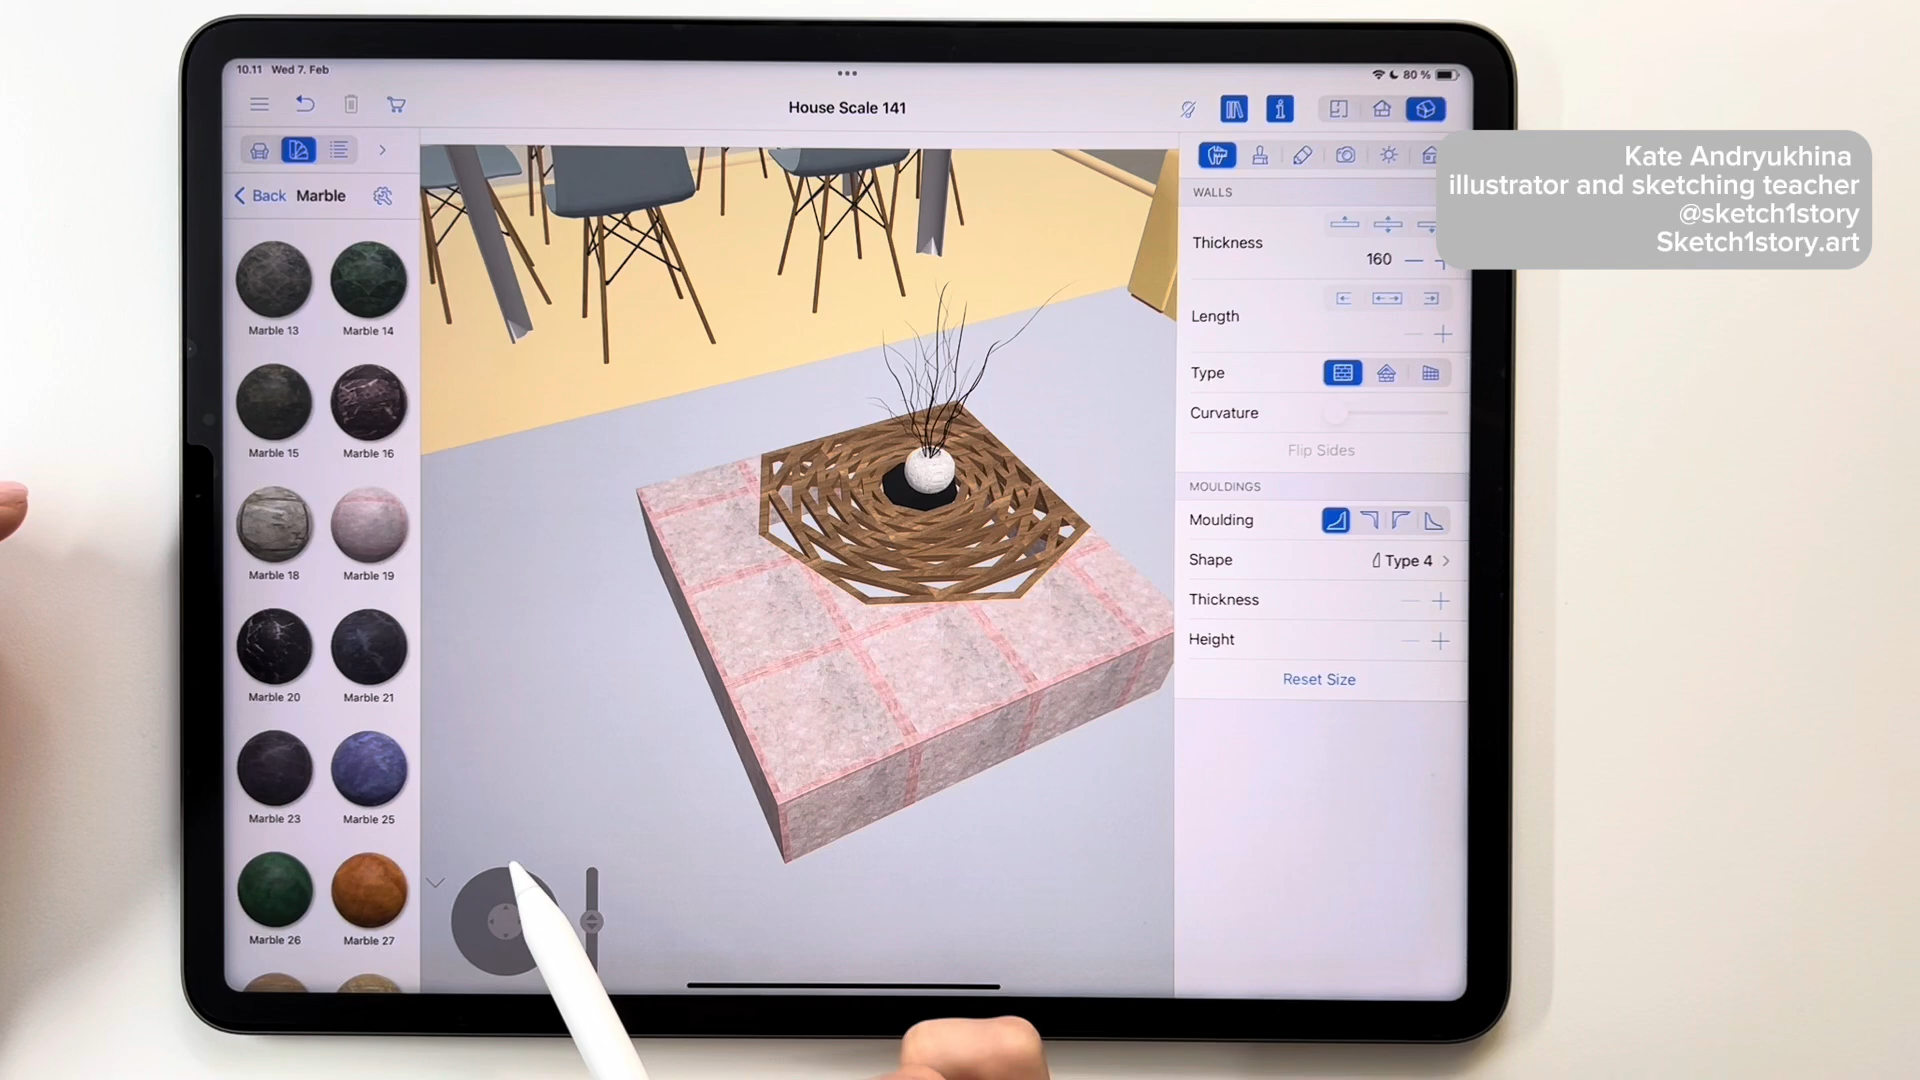 10.11 Wed 7. Feb
80 %
House Scale 141
Kate Andryukhina
illustrator and sketching teacher
@sketch1story
Sketch1story.art
Back Marble
Marble 13
Marble 14
Marble 15
Marble 16
Marble 18
Marble 19
Marble 20
Marble 21
Marble 23
Marble 25
Marble 26
Marble 27
WALLS
Thickness
160
Length
Type
Curvature
Flip Sides
MOULDINGS
Moulding
Shape
Type 4
Thickness
Height
Reset Size